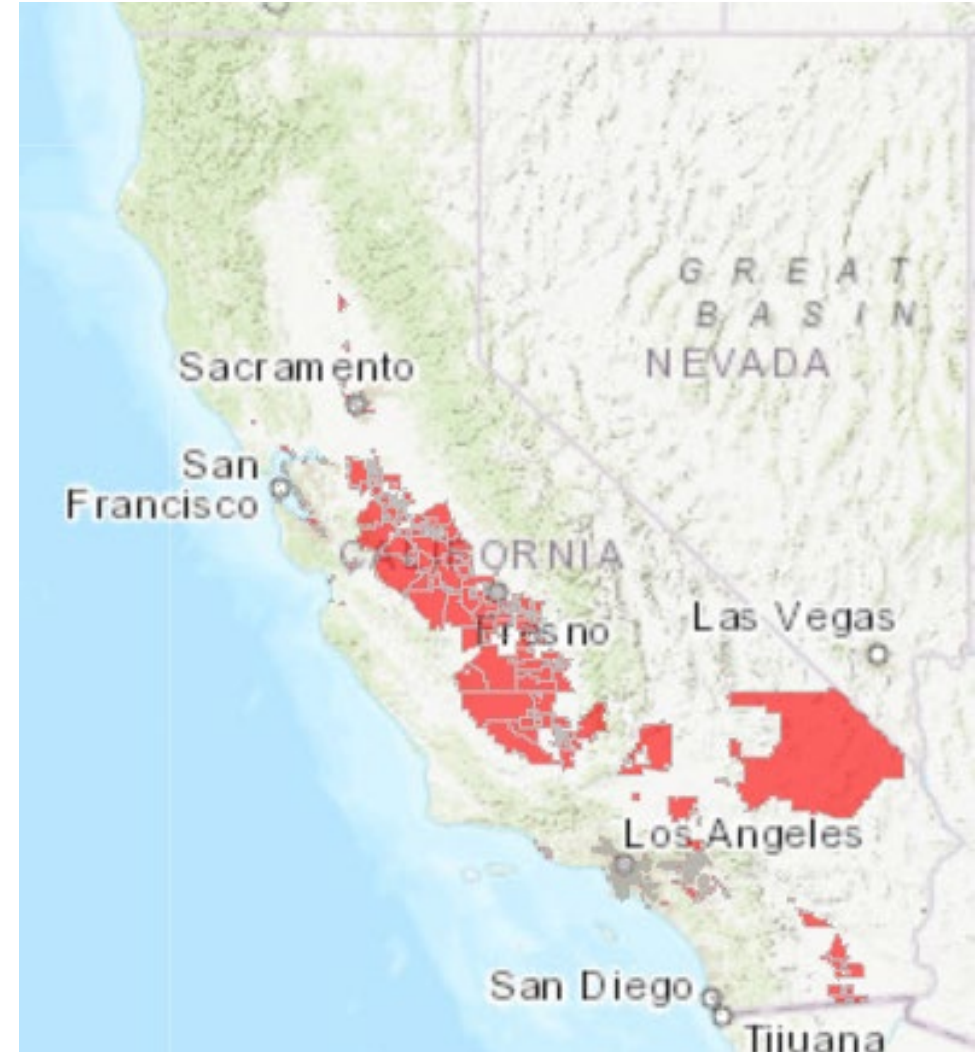 GREAT
BASIN
NEVADA
Sacramento
San
Francisco
CALIFORNIA
Fresno
Las Vegas
Los Angeles
San Diego
Tijuana